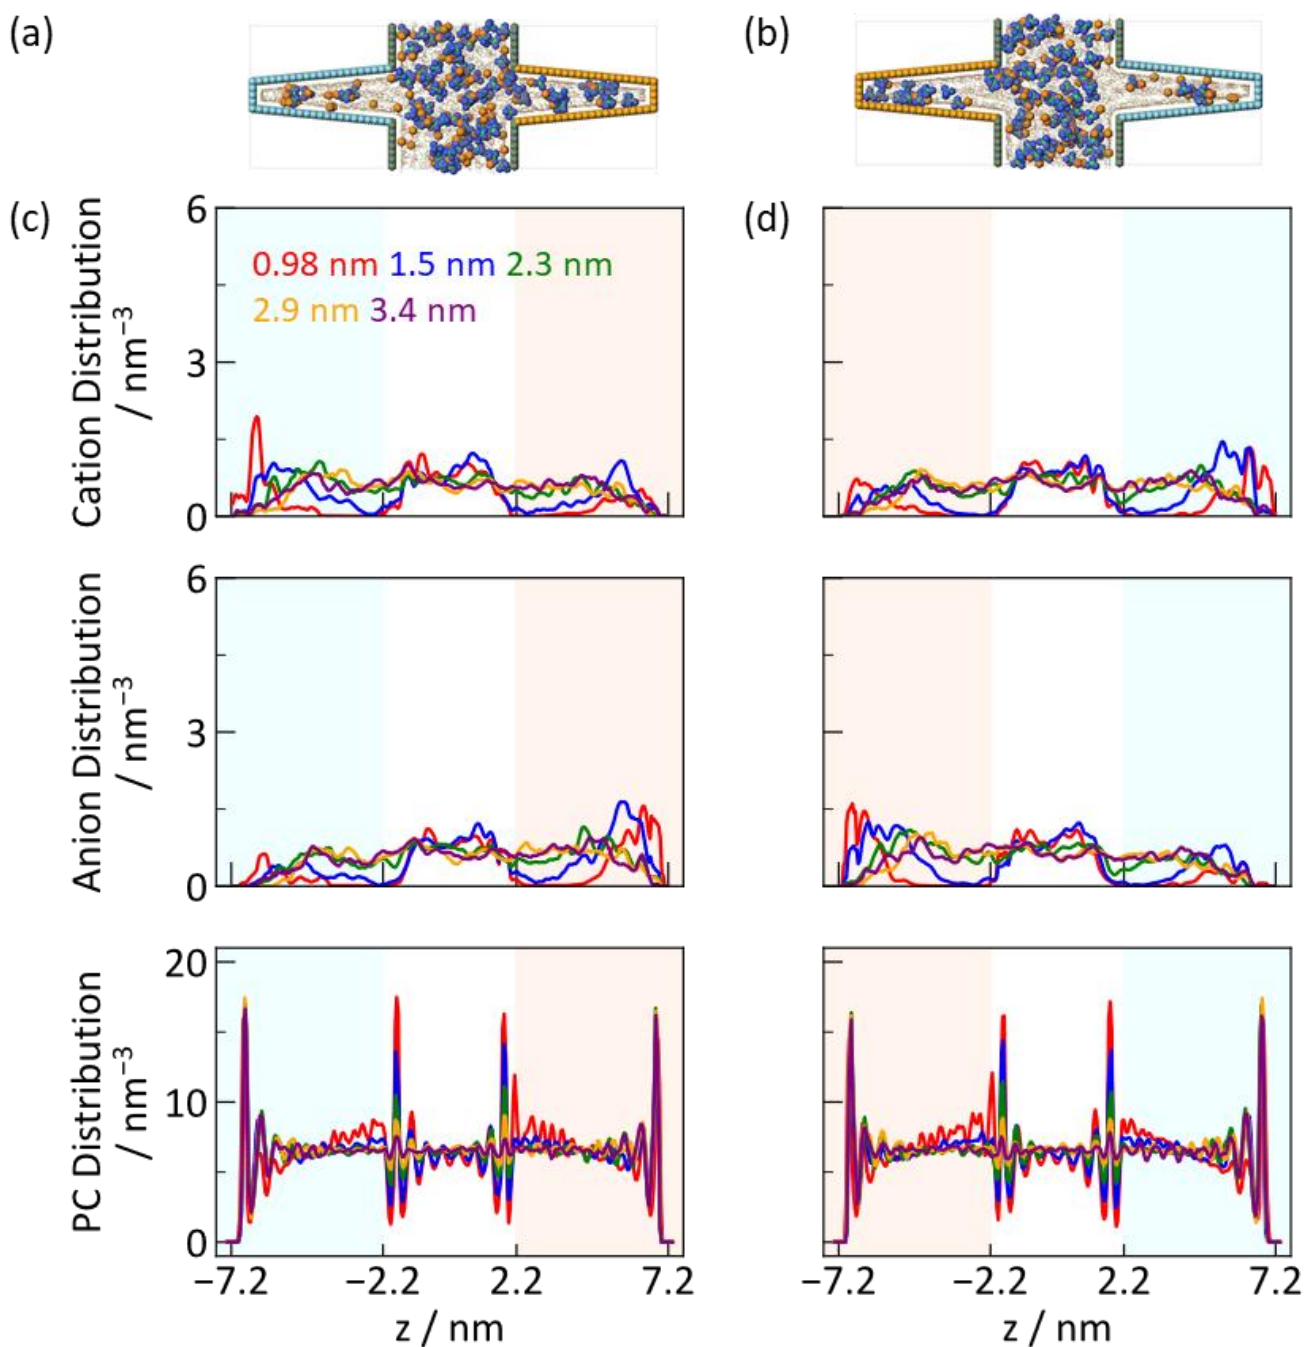 (a)
(b)
(c)
(d)
Cation Distribution
/ nm⁻³
6
3
0
0.98 nm 1.5 nm 2.3 nm
2.9 nm 3.4 nm
Anion Distribution
/ nm⁻³
6
3
0
PC Distribution
/ nm⁻³
20
10
0
−7.2 −2.2 2.2 7.2
z / nm
−7.2 −2.2 2.2 7.2
z / nm